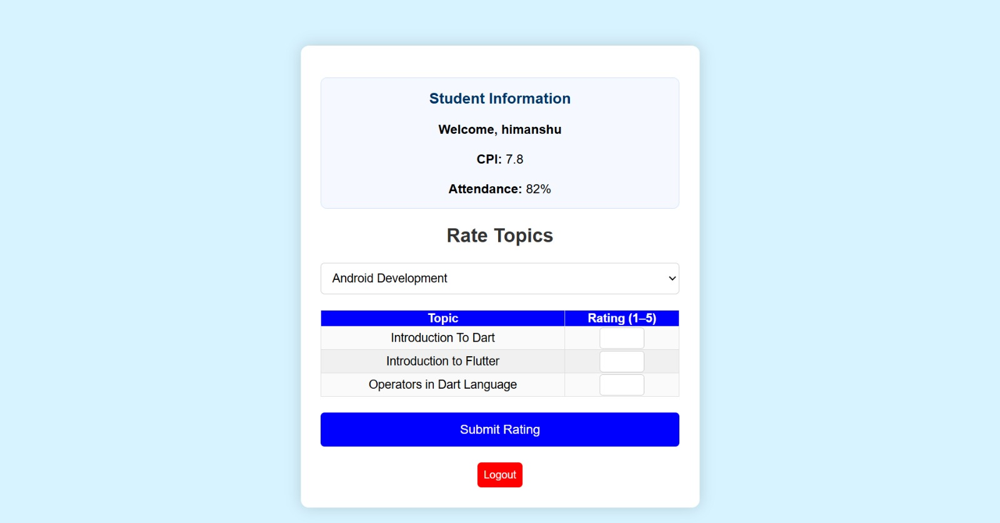 Student Information
Welcome, himanshu
CPI: 7.8
Attendance: 82%
Rate Topics
Android Development
Topic Rating (1–5)
Introduction To Dart
Introduction to Flutter
Operators in Dart Language
Submit Rating
Logout